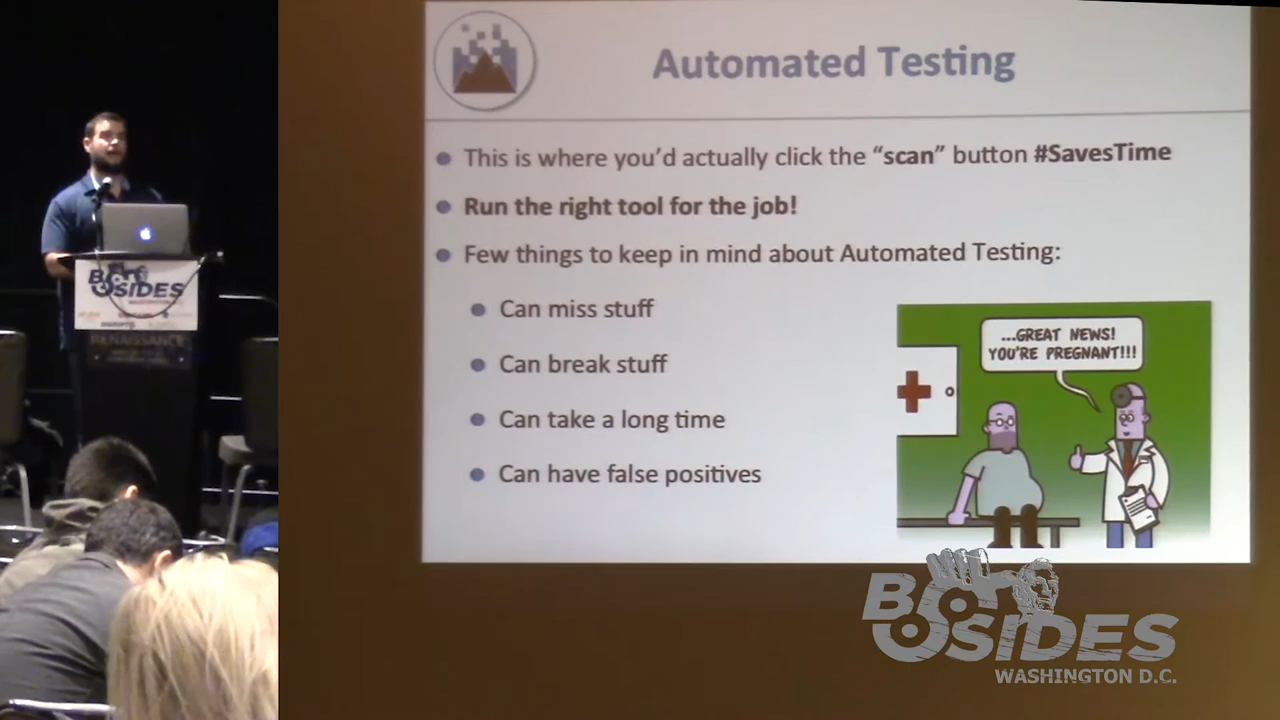 Automated Testing
This is where you'd actually click the “scan” button #SavesTime
Run the right tool for the job!
Few things to keep in mind about Automated Testing:
Can miss stuff
Can break stuff
Can take a long time
Can have false positives
...GREAT NEWS!
YOU'RE PREGNANT!!!
BSIDES
WASHINGTON D.C.
BSIDES
RENAISSANCE